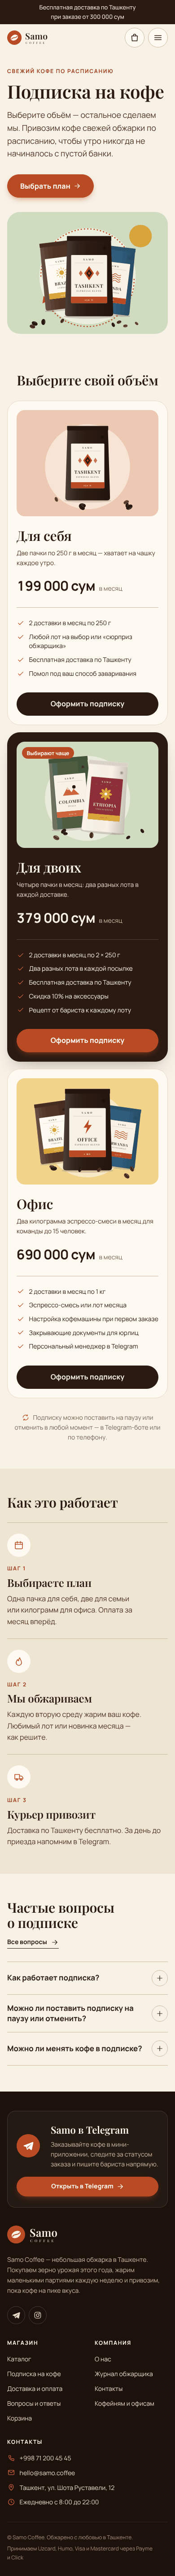 Бесплатная доставка по Ташкенту
при заказе от 300 000 сум
Samo
COFFEE
СВЕЖИЙ КОФЕ ПО РАСПИСАНИЮ
Подписка на кофе
Выберите объём — остальное сделаем
мы. Привозим кофе свежей обжарки по
расписанию, чтобы утро никогда не
начиналось с пустой банки.
Выбрать план →
SAMO
TASHKENT
Выберите свой объём
SAMO
TASHKENT
Для себя
Две пачки по 250 г в месяц — хватает на чашку
каждое утро.
199 000 сум в месяц
2 доставки в месяц по 250 г
Любой лот на выбор или «сюрприз
обжарщика»
Бесплатная доставка по Ташкенту
Помол под ваш способ заваривания
Оформить подписку
Выбирают чаще
SAMO
COLOMBIA
SAMO
ETHIOPIA
Для двоих
Четыре пачки в месяц: два разных лота в
каждой доставке.
379 000 сум в месяц
2 доставки в месяц по 2 × 250 г
Два разных лота в каждой посылке
Бесплатная доставка по Ташкенту
Скидка 10% на аксессуары
Рецепт от бариста к каждому лоту
Оформить подписку
SAMO
OFFICE
Офис
Два килограмма эспрессо-смеси в месяц для
команды до 15 человек.
690 000 сум в месяц
2 доставки в месяц по 1 кг
Эспрессо-смесь или лот месяца
Настройка кофемашины при первом заказе
Закрывающие документы для юрлиц
Персональный менеджер в Telegram
Оформить подписку
Подписку можно поставить на паузу или
отменить в любой момент — в Telegram-боте или
по телефону.
Как это работает
ШАГ 1
Выбираете план
Одна пачка для себя, две для семьи
или килограмм для офиса. Оплата за
месяц вперёд.
ШАГ 2
Мы обжариваем
Каждую вторую среду жарим ваш кофе.
Любимый лот или новинка месяца —
как решите.
ШАГ 3
Курьер привозит
Доставка по Ташкенту бесплатно. За день до
приезда напомним в Telegram.
Частые вопросы
о подписке
Все вопросы →
Как работает подписка?
Можно ли поставить подписку на
паузу или отменить?
Можно ли менять кофе в подписке?
Samo в Telegram
Заказывайте кофе в мини-
приложении, следите за статусом
заказа и пишите бариста напрямую.
Открыть в Telegram →
Samo
COFFEE
Samo Coffee — небольшая обжарка в Ташкенте.
Покупаем зерно урожая этого года, жарим
маленькими партиями каждую неделю и привозим,
пока кофе на пике вкуса.
МАГАЗИН
Каталог
Подписка на кофе
Доставка и оплата
Вопросы и ответы
Корзина
КОМПАНИЯ
О нас
Журнал обжарщика
Контакты
Кофейням и офисам
КОНТАКТЫ
+998 71 200 45 45
hello@samo.coffee
Ташкент, ул. Шота Руставели, 12
Ежедневно с 8:00 до 22:00
© Samo Coffee. Обжарено с любовью в Ташкенте.
Принимаем Uzcard, Humo, Visa и Mastercard через Payme
и Click